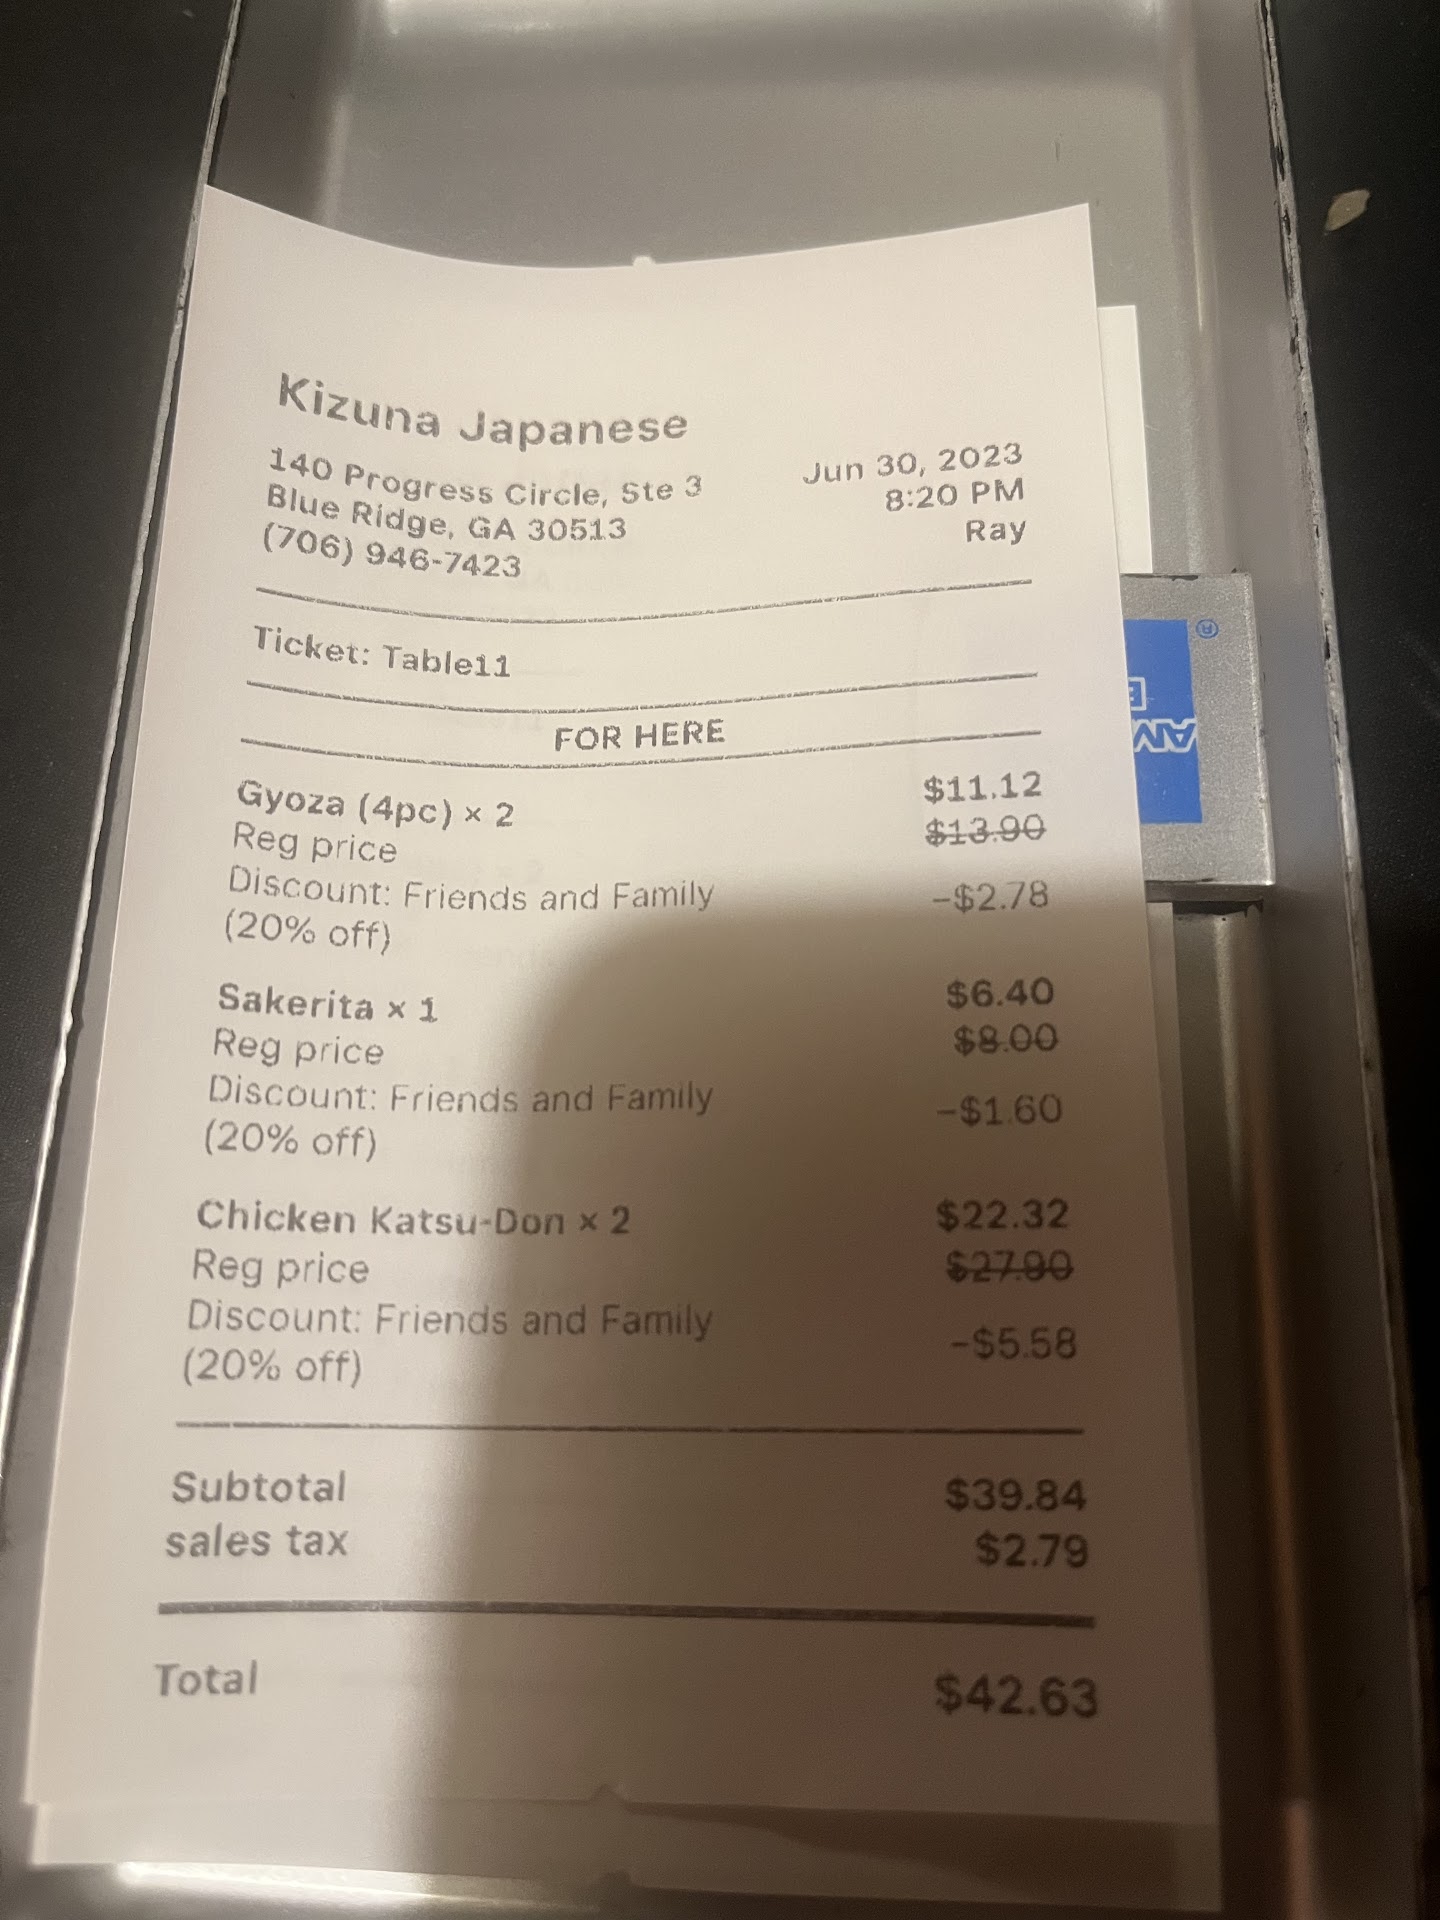 Kizuna Japanese
140 Progress Circle, Ste 3
Blue Ridge, GA 30513
(706) 946-7423
Jun 30, 2023
8:20 PM
Ray
Ticket: Table11
FOR HERE
Gyoza (4pc) × 2 $11.12
Reg price $13.90
Discount: Friends and Family -$2.78
(20% off)
Sakerita × 1 $6.40
Reg price $8.00
Discount: Friends and Family -$1.60
(20% off)
Chicken Katsu-Don × 2 $22.32
Reg price $27.90
Discount: Friends and Family -$5.58
(20% off)
Subtotal $39.84
sales tax $2.79
Total $42.63